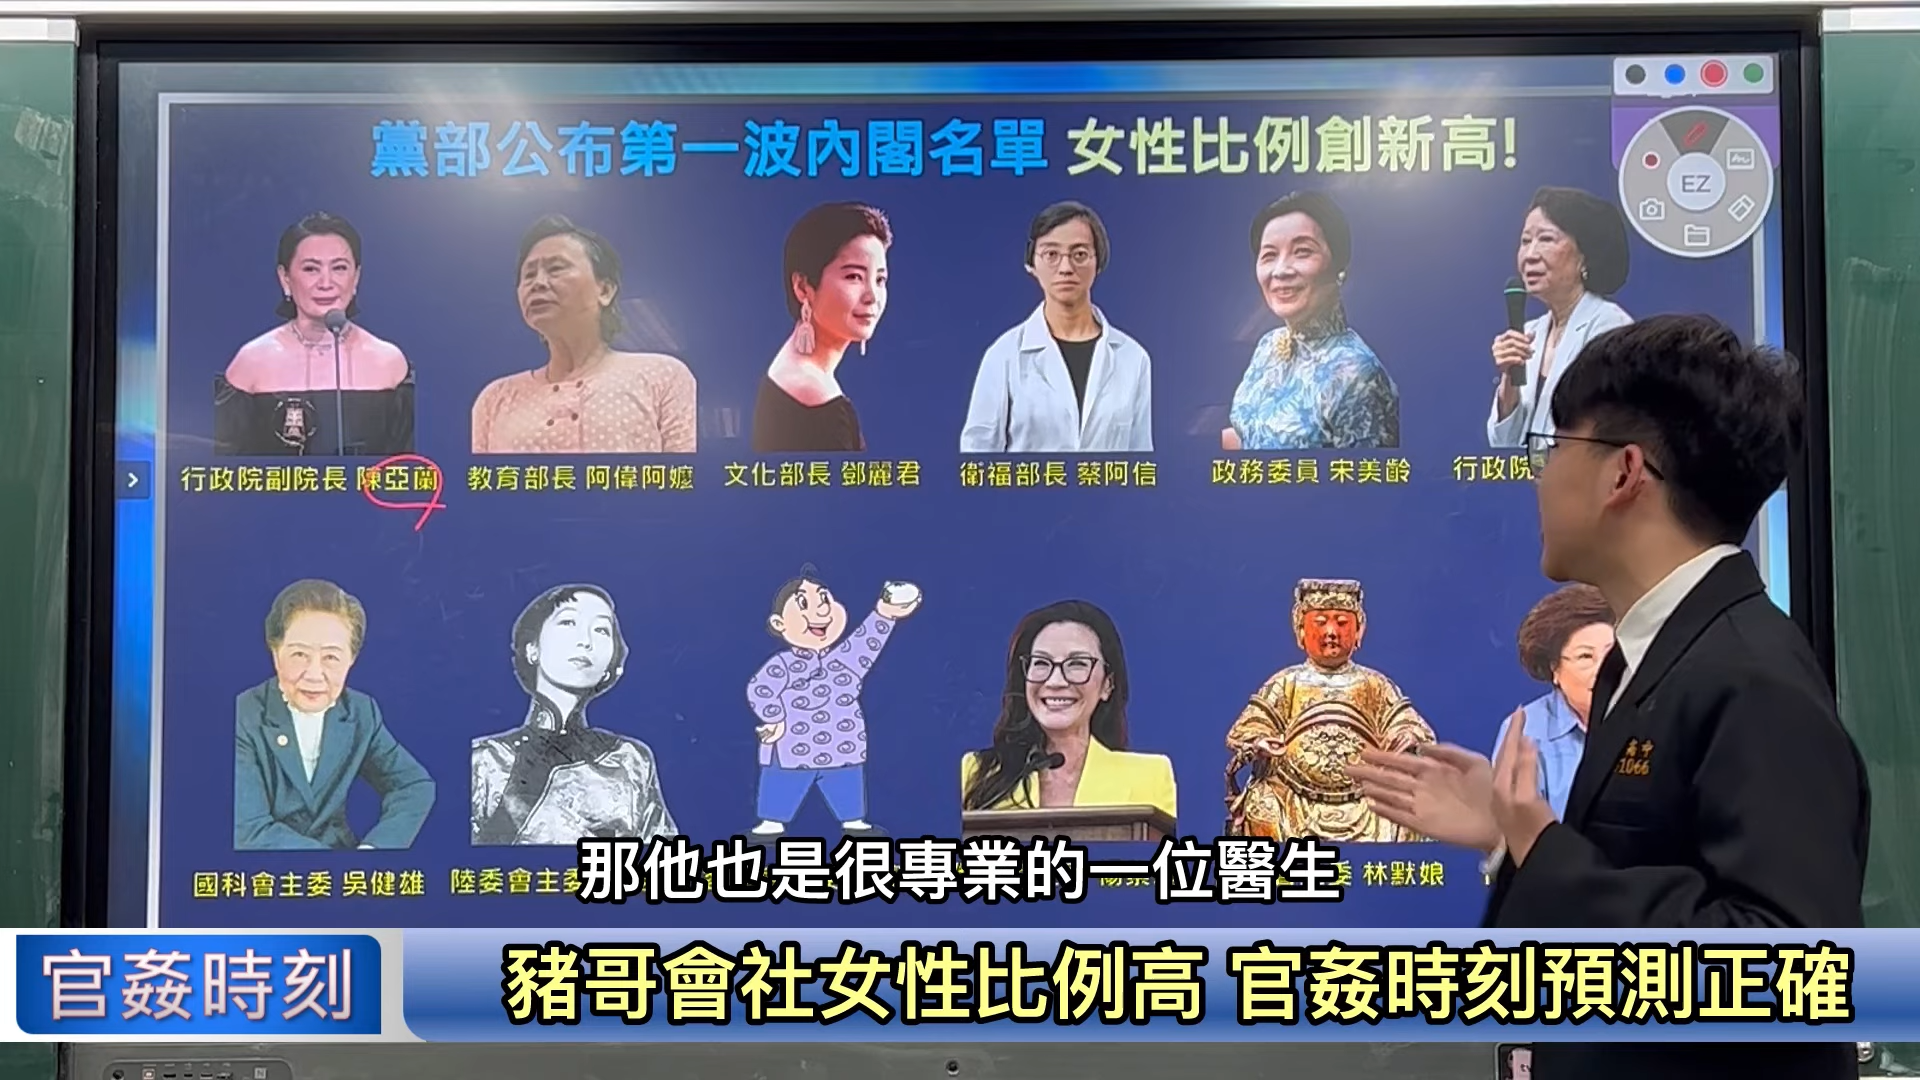 黨部公布第一波內閣名單 女性比例創新高!
EZ
行政院副院長 陳亞蘭
教育部長 阿偉阿嬤
文化部長 鄧麗君
衛福部長 蔡阿信
政務委員 宋美齡
行政院
高中
1066
國科會主委 吳健雄
陸委會主委
委 林默娘
那他也是很專業的一位醫生
官姦時刻
豬哥會社女性比例高 官姦時刻預測正確